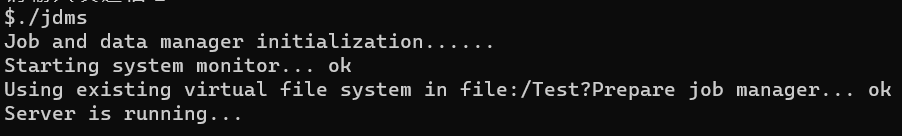 $./jdms
Job and data manager initialization......
Starting system monitor... ok
Using existing virtual file system in file:/Test?Prepare job manager... ok
Server is running...